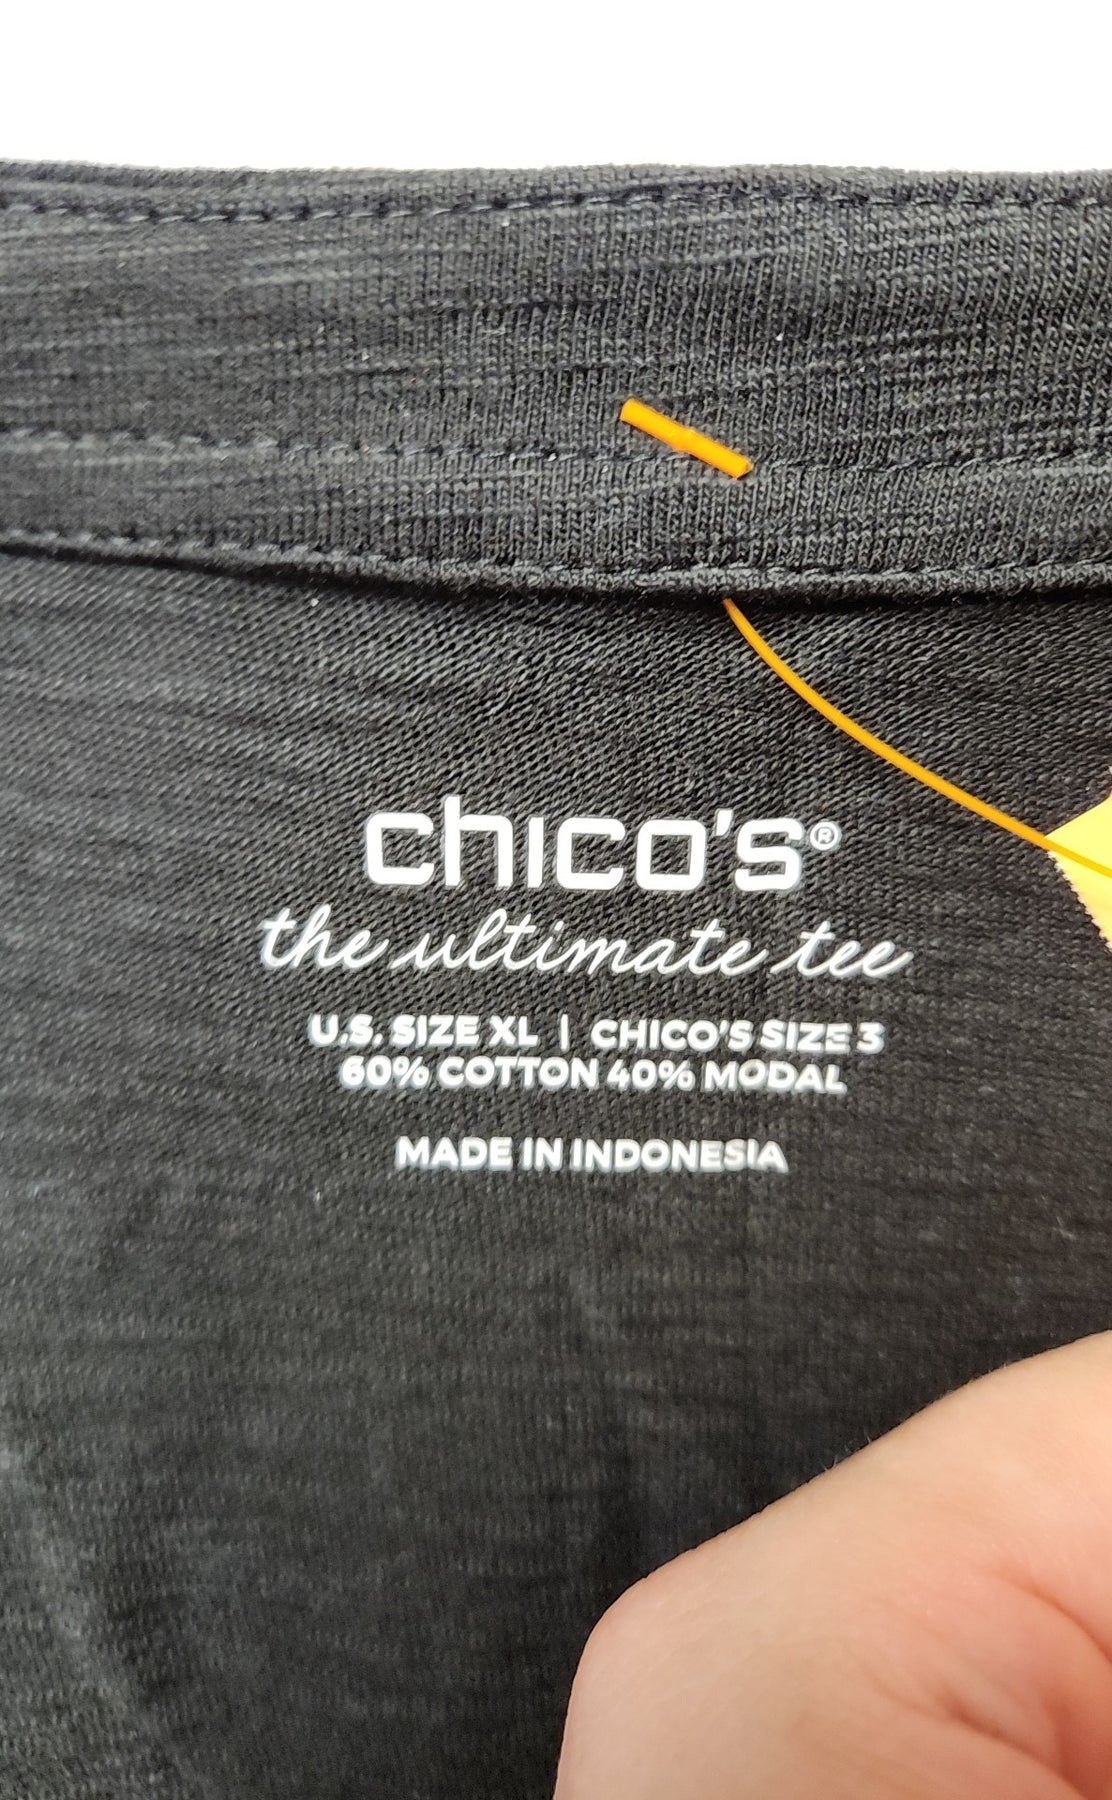 chico's®
the ultimate tee
U.S. SIZE XL | CHICO'S SIZE 3
60% COTTON 40% MODAL
MADE IN INDONESIA